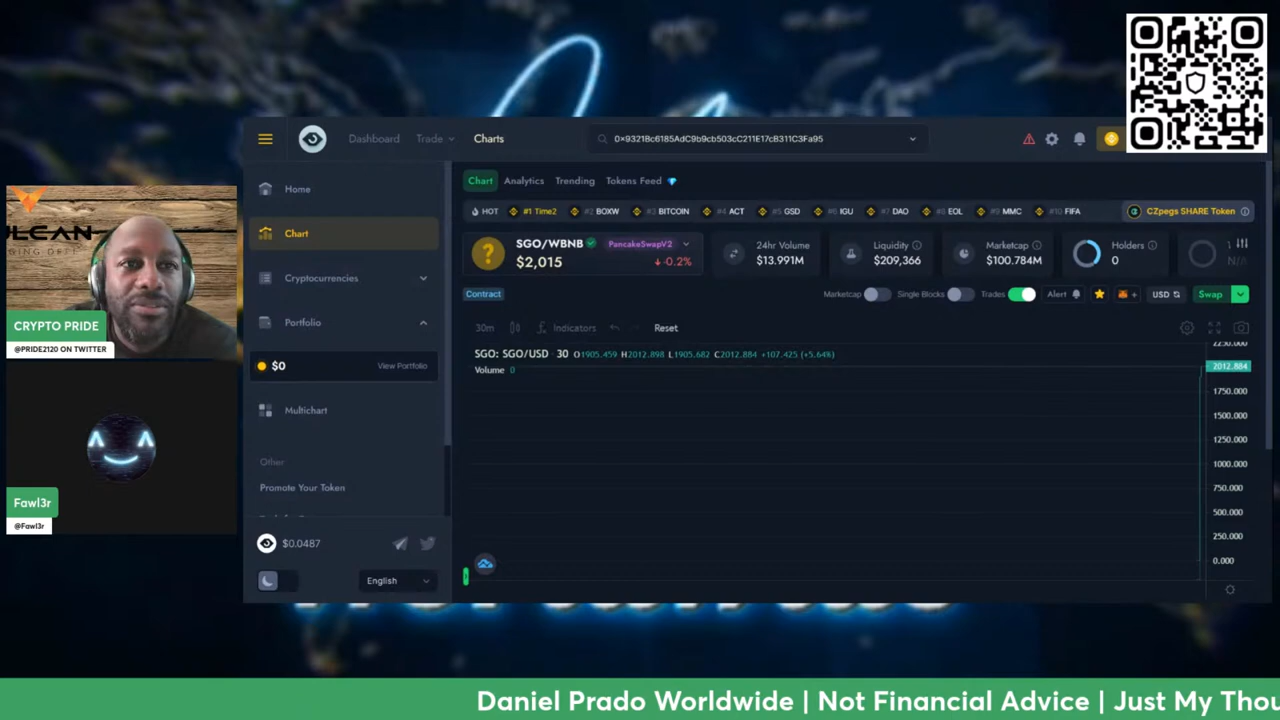 Dashboard
Trade
Charts
0x9321Bc6185AdC9b9cb503cC211E17cB311C3Fa95
Home
Chart
Cryptocurrencies
Portfolio
$0
View Portfolio
Multichart
Other
Promote Your Token
$0.0487
English
Chart
Analytics
Trending
Tokens Feed
HOT
#1 Time2
#2 BOXW
#3 BITCOIN
#4 ACT
#5 GSD
#6 IGU
#7 DAO
#8 EOL
#9 MMC
#10 FIFA
CZpegs SHARE Token
SGO/WBNB
PancakeSwapV2
$2,015
-0.2%
24hr Volume
$13.991M
Liquidity
$209,366
Marketcap
$100.784M
Holders
0
N/A
Contract
Marketcap
Single Blocks
Trades
Alert
USD
Swap
30m
Indicators
Reset
SGO: SGO/USD · 30 O1905.459 H2012.898 L1905.682 C2012.884 +107.425 (+5.64%)
Volume 0
2250.000
2012.884
1750.000
1500.000
1250.000
1000.000
750.000
500.000
250.000
0.000
CRYPTO PRIDE
@PRIDE2120 ON TWITTER
Fawl3r
@Fawl3r
Daniel Prado Worldwide | Not Financial Advice | Just My Thou